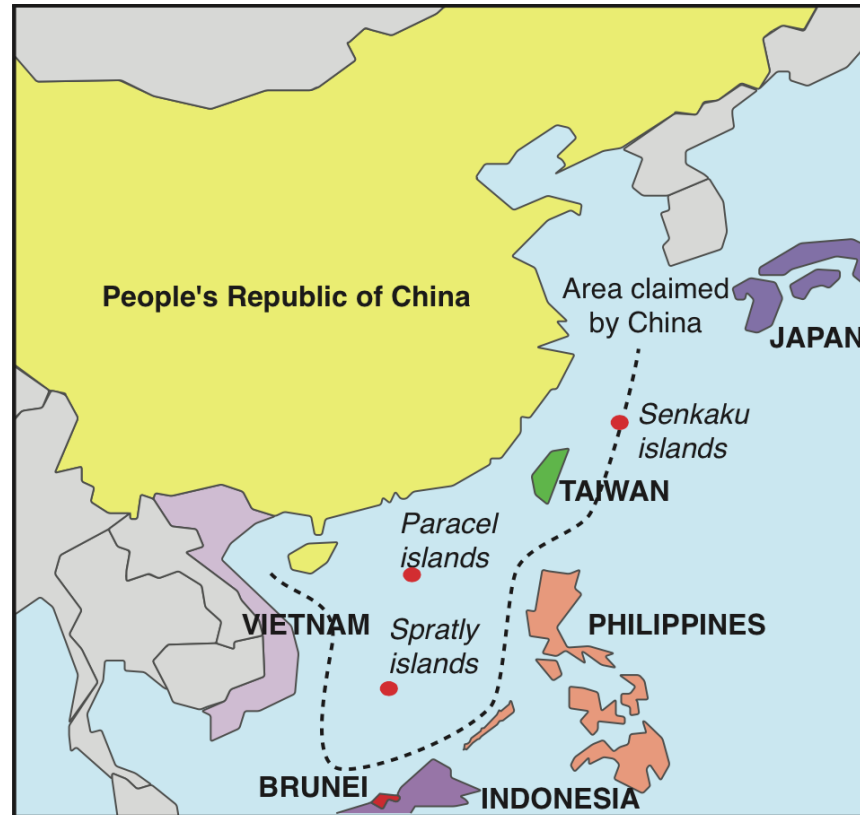 People's Republic of China
Area claimed
by China
JAPAN
Senkaku
islands
TAIWAN
Paracel
islands
VIETNAM
Spratly
islands
PHILIPPINES
BRUNEI
INDONESIA